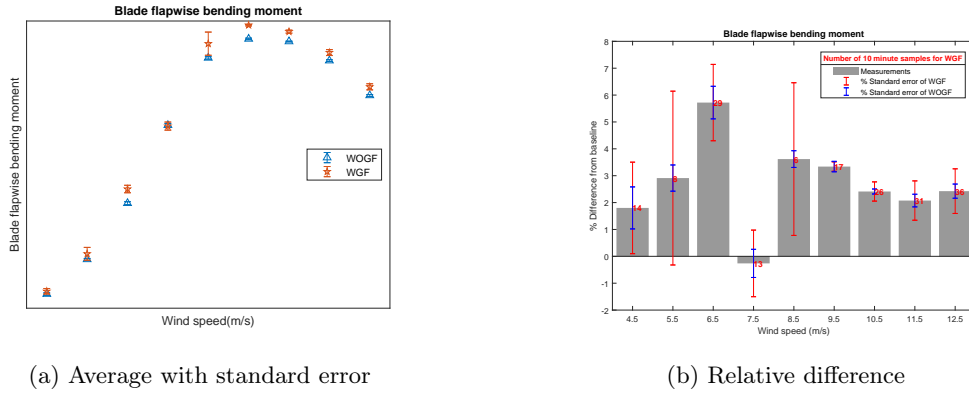 Blade flapwise bending moment
Blade flapwise bending moment
WOGF
WGF
Wind speed(m/s)
(a) Average with standard error
Blade flapwise bending moment
Number of 10 minute samples for WGF
Measurements
% Standard error of WGF
% Standard error of WOGF
% Difference from baseline
8
7
6
5
4
3
2
1
0
-1
-2
14
29
13
6
17
26
31
36
4.5 5.5 6.5 7.5 8.5 9.5 10.5 11.5 12.5
Wind speed (m/s)
(b) Relative difference